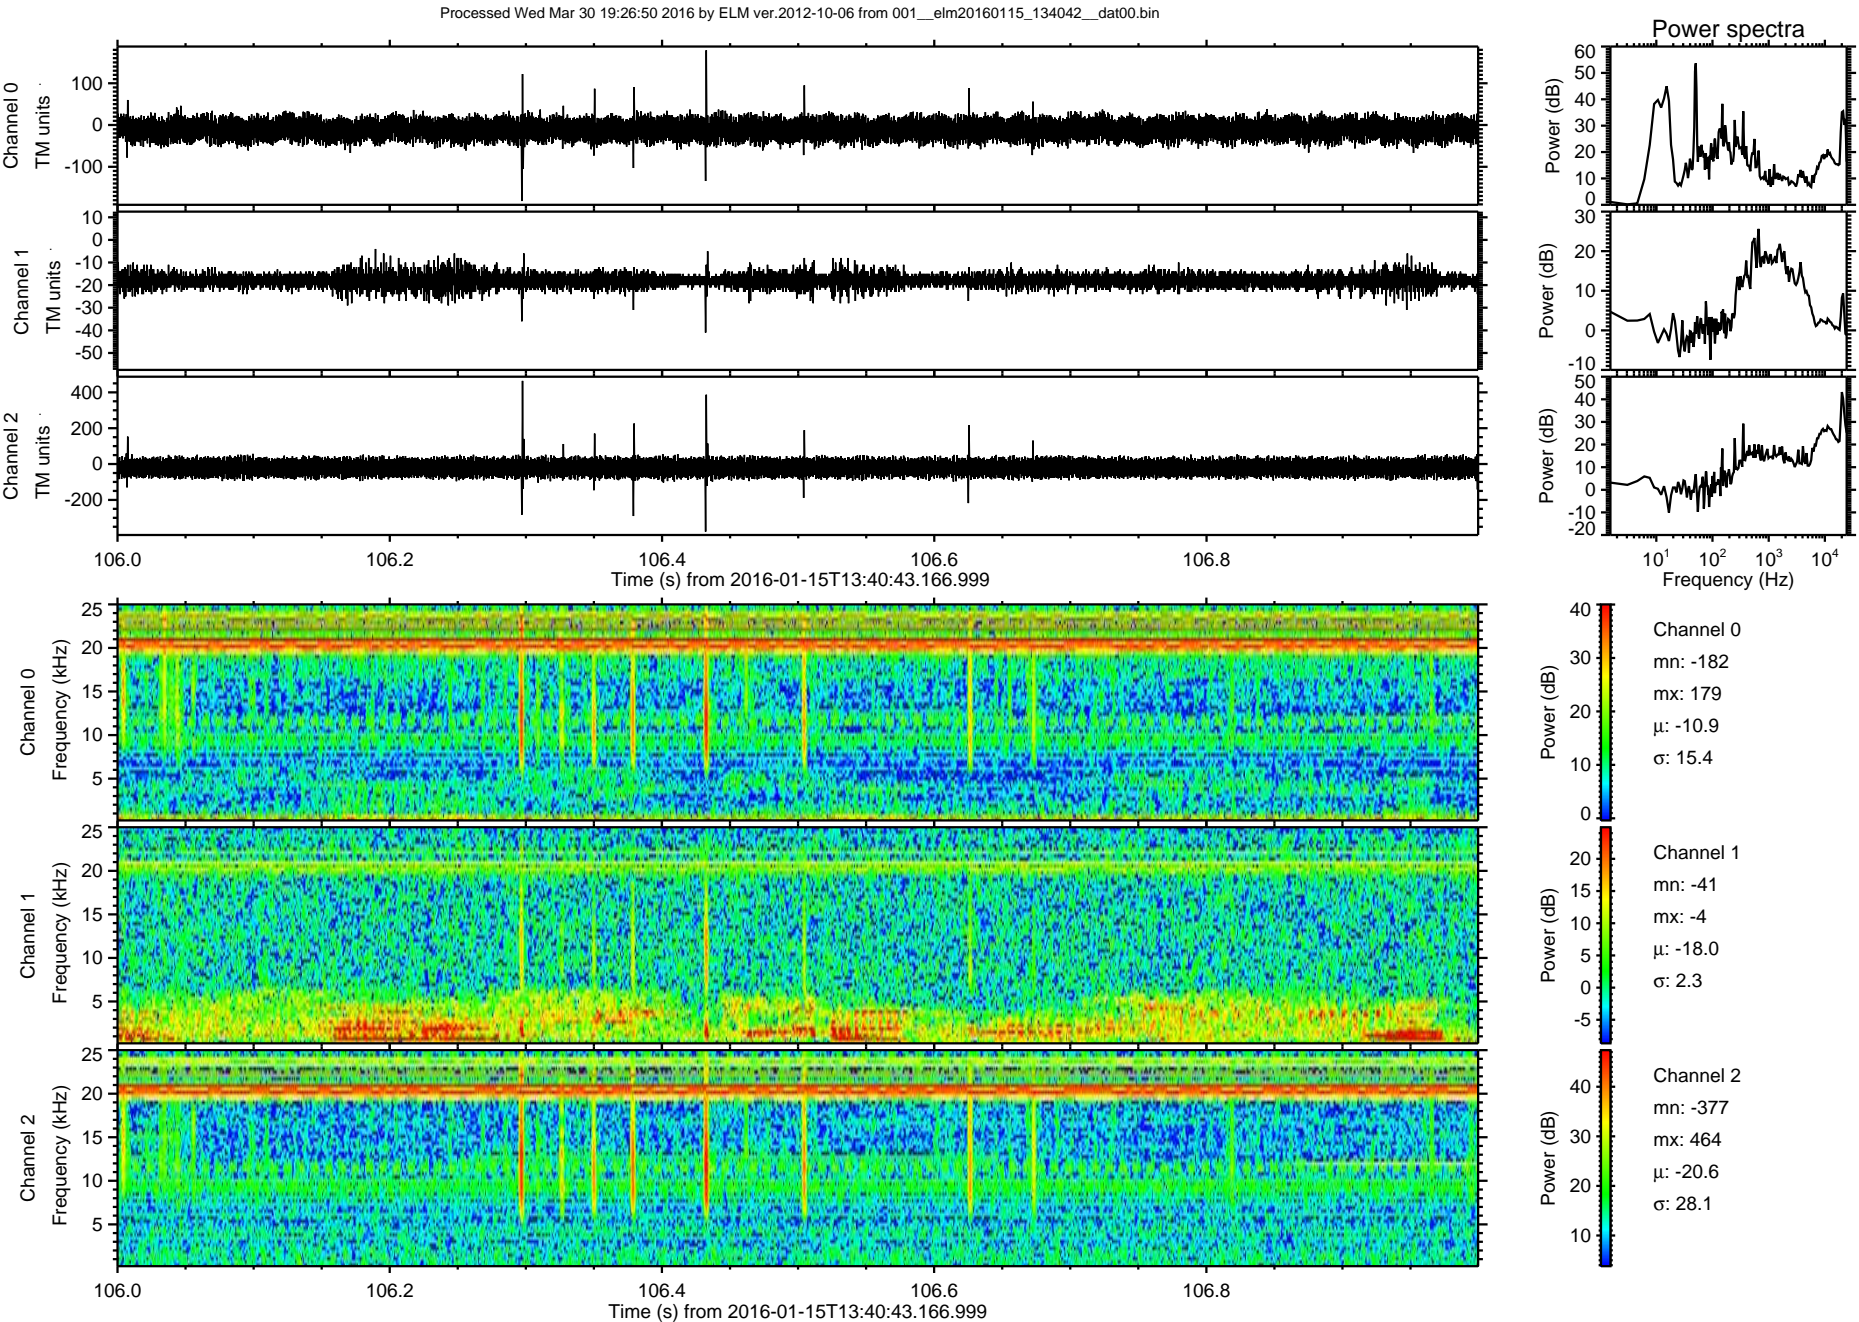 Processed Wed Mar 30 19:26:50 2016 by ELM ver.2012-10-06 from 001__elm20160115_134042__dat00.bin
Power spectra
Channel 0
TM units
100
0
-100
Power (dB)
60
50
40
30
20
10
0
Channel 1
TM units
10
0
-10
-20
-30
-40
-50
Power (dB)
30
20
10
0
-10
Channel 2
TM units
400
200
0
-200
Power (dB)
50
40
30
20
10
0
-10
-20
106.0 106.2 106.4 106.6 106.8
Time (s) from 2016-01-15T13:40:43.166.999
10¹ 10² 10³ 10⁴
Frequency (Hz)
Channel 0
Frequency (kHz)
25
20
15
10
5
Power (dB)
40
30
20
10
0
Channel 0
mn: -182
mx: 179
μ: -10.9
σ: 15.4
Channel 1
Frequency (kHz)
25
20
15
10
5
Power (dB)
20
15
10
5
0
-5
Channel 1
mn: -41
mx: -4
μ: -18.0
σ: 2.3
Channel 2
Frequency (kHz)
25
20
15
10
5
Power (dB)
40
30
20
10
Channel 2
mn: -377
mx: 464
μ: -20.6
σ: 28.1
106.0 106.2 106.4 106.6 106.8
Time (s) from 2016-01-15T13:40:43.166.999